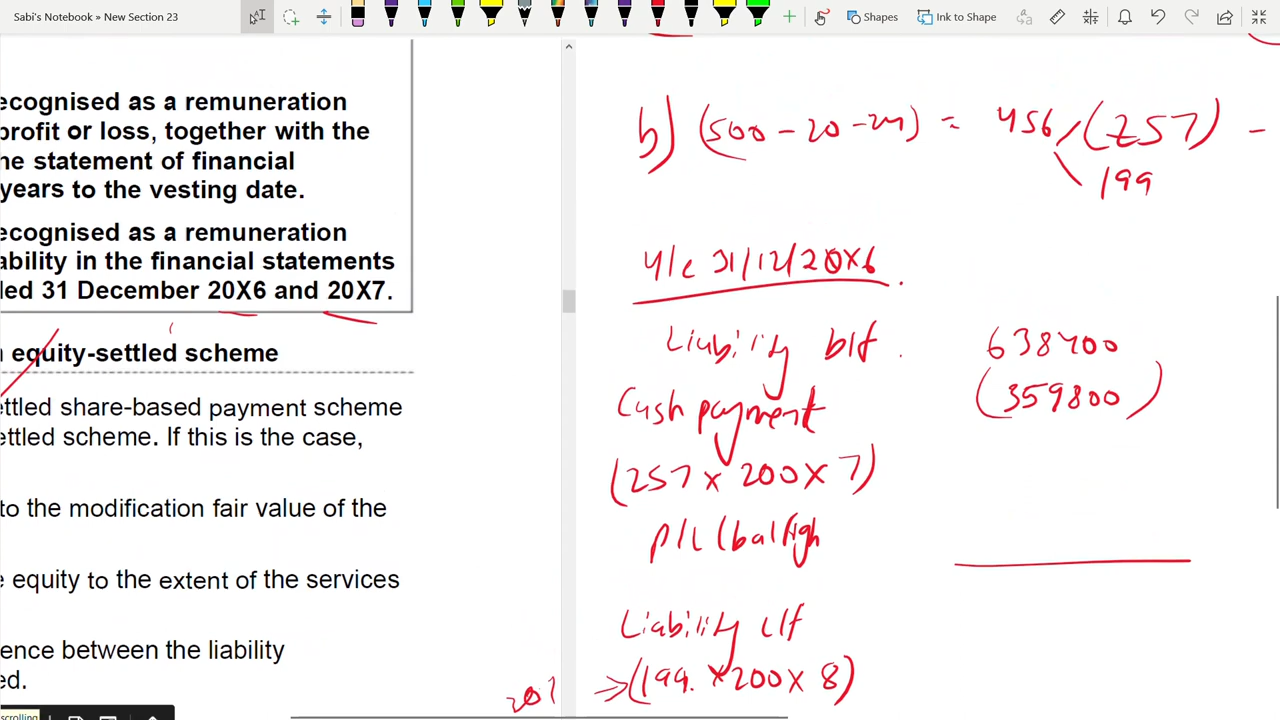 Sabi's Notebook » New Section 23
Shapes
Ink to Shape
ecognised as a remuneration
profit or loss, together with the
he statement of financial
years to the vesting date.
ecognised as a remuneration
ability in the financial statements
led 31 December 20X6 and 20X7.
equity-settled scheme
ettled share-based payment scheme
ettled scheme. If this is the case,
to the modification fair value of the
e equity to the extent of the services
ence between the liability
ed.
scrolling
b) (500 - 20 - 24) = 456 (257) -
199
Y/e 31/12/20X6
Liability b/f 638400
Cash payment (359800)
(257 x 200 x 7)
P/L (bal figh
Liability c/f
(199 x 200 x 8)